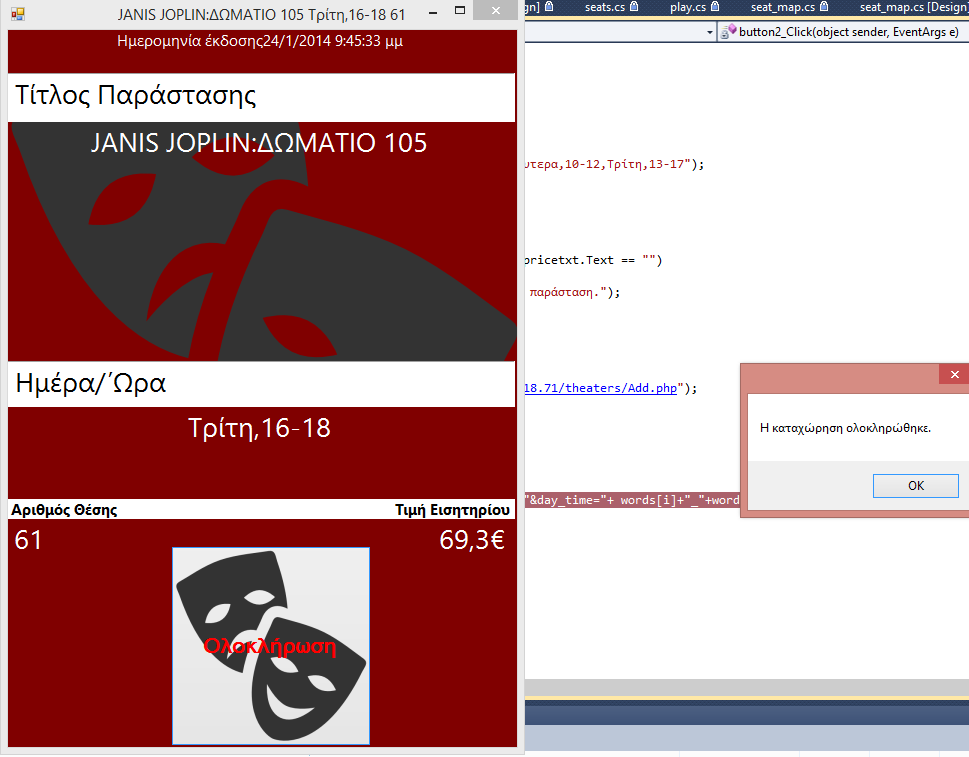 JANIS JOPLIN:ΔΩΜΑΤΙΟ 105 Τρίτη,16-18 61
Ημερομηνία έκδοσης24/1/2014 9:45:33 μμ
Τίτλος Παράστασης
JANIS JOPLIN:ΔΩΜΑΤΙΟ 105
Ημέρα/΄Ωρα
Τρίτη,16-18
Αριθμός Θέσης Τιμή Εισητηρίου
61 69,3€
Ολοκλήρωση
gn] seats.cs play.cs seat_map.cs seat_map.cs [Design]
button2_Click(object sender, EventArgs e)
υτερα,10-12,Τρίτη,13-17");
pricetxt.Text == "")
παράσταση.");
18.71/theaters/Add.php");
"&day_time="+ words[i]+"_"+word
Η καταχώρηση ολοκληρώθηκε.
OK